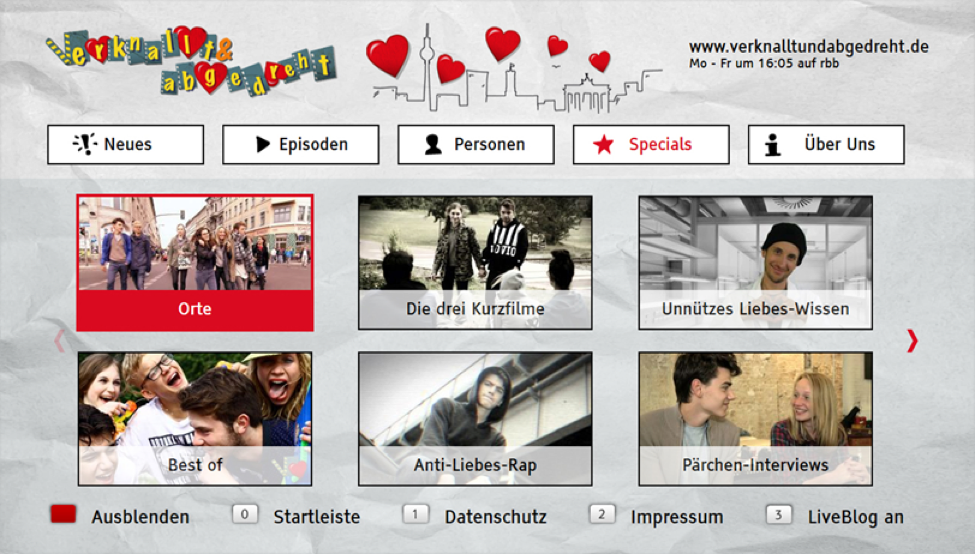 Verknallt&
abgedreht
www.verknalltundabgedreht.de
Mo - Fr um 16:05 auf rbb
Neues
Episoden
Personen
Specials
Über Uns
Orte
Die drei Kurzfilme
Unnützes Liebes-Wissen
Best of
Anti-Liebes-Rap
Pärchen-Interviews
Ausblenden
0 Startleiste
1 Datenschutz
2 Impressum
3 LiveBlog an